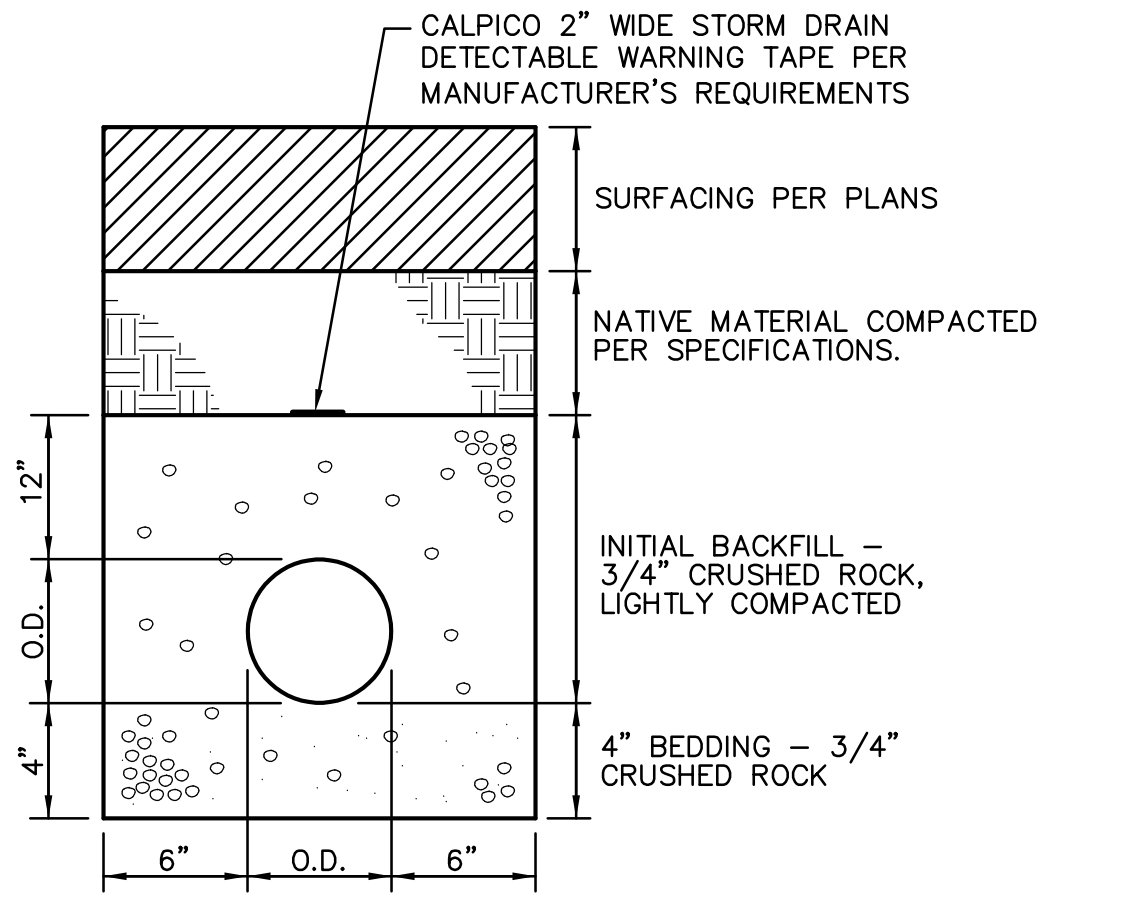 CALPICO 2” WIDE STORM DRAIN
DETECTABLE WARNING TAPE PER
MANUFACTURER'S REQUIREMENTS
SURFACING PER PLANS
NATIVE MATERIAL COMPACTED
PER SPECIFICATIONS.
12”
INITIAL BACKFILL –
3/4” CRUSHED ROCK,
LIGHTLY COMPACTED
O.D.
4”
4” BEDDING – 3/4”
CRUSHED ROCK
6”
O.D.
6”